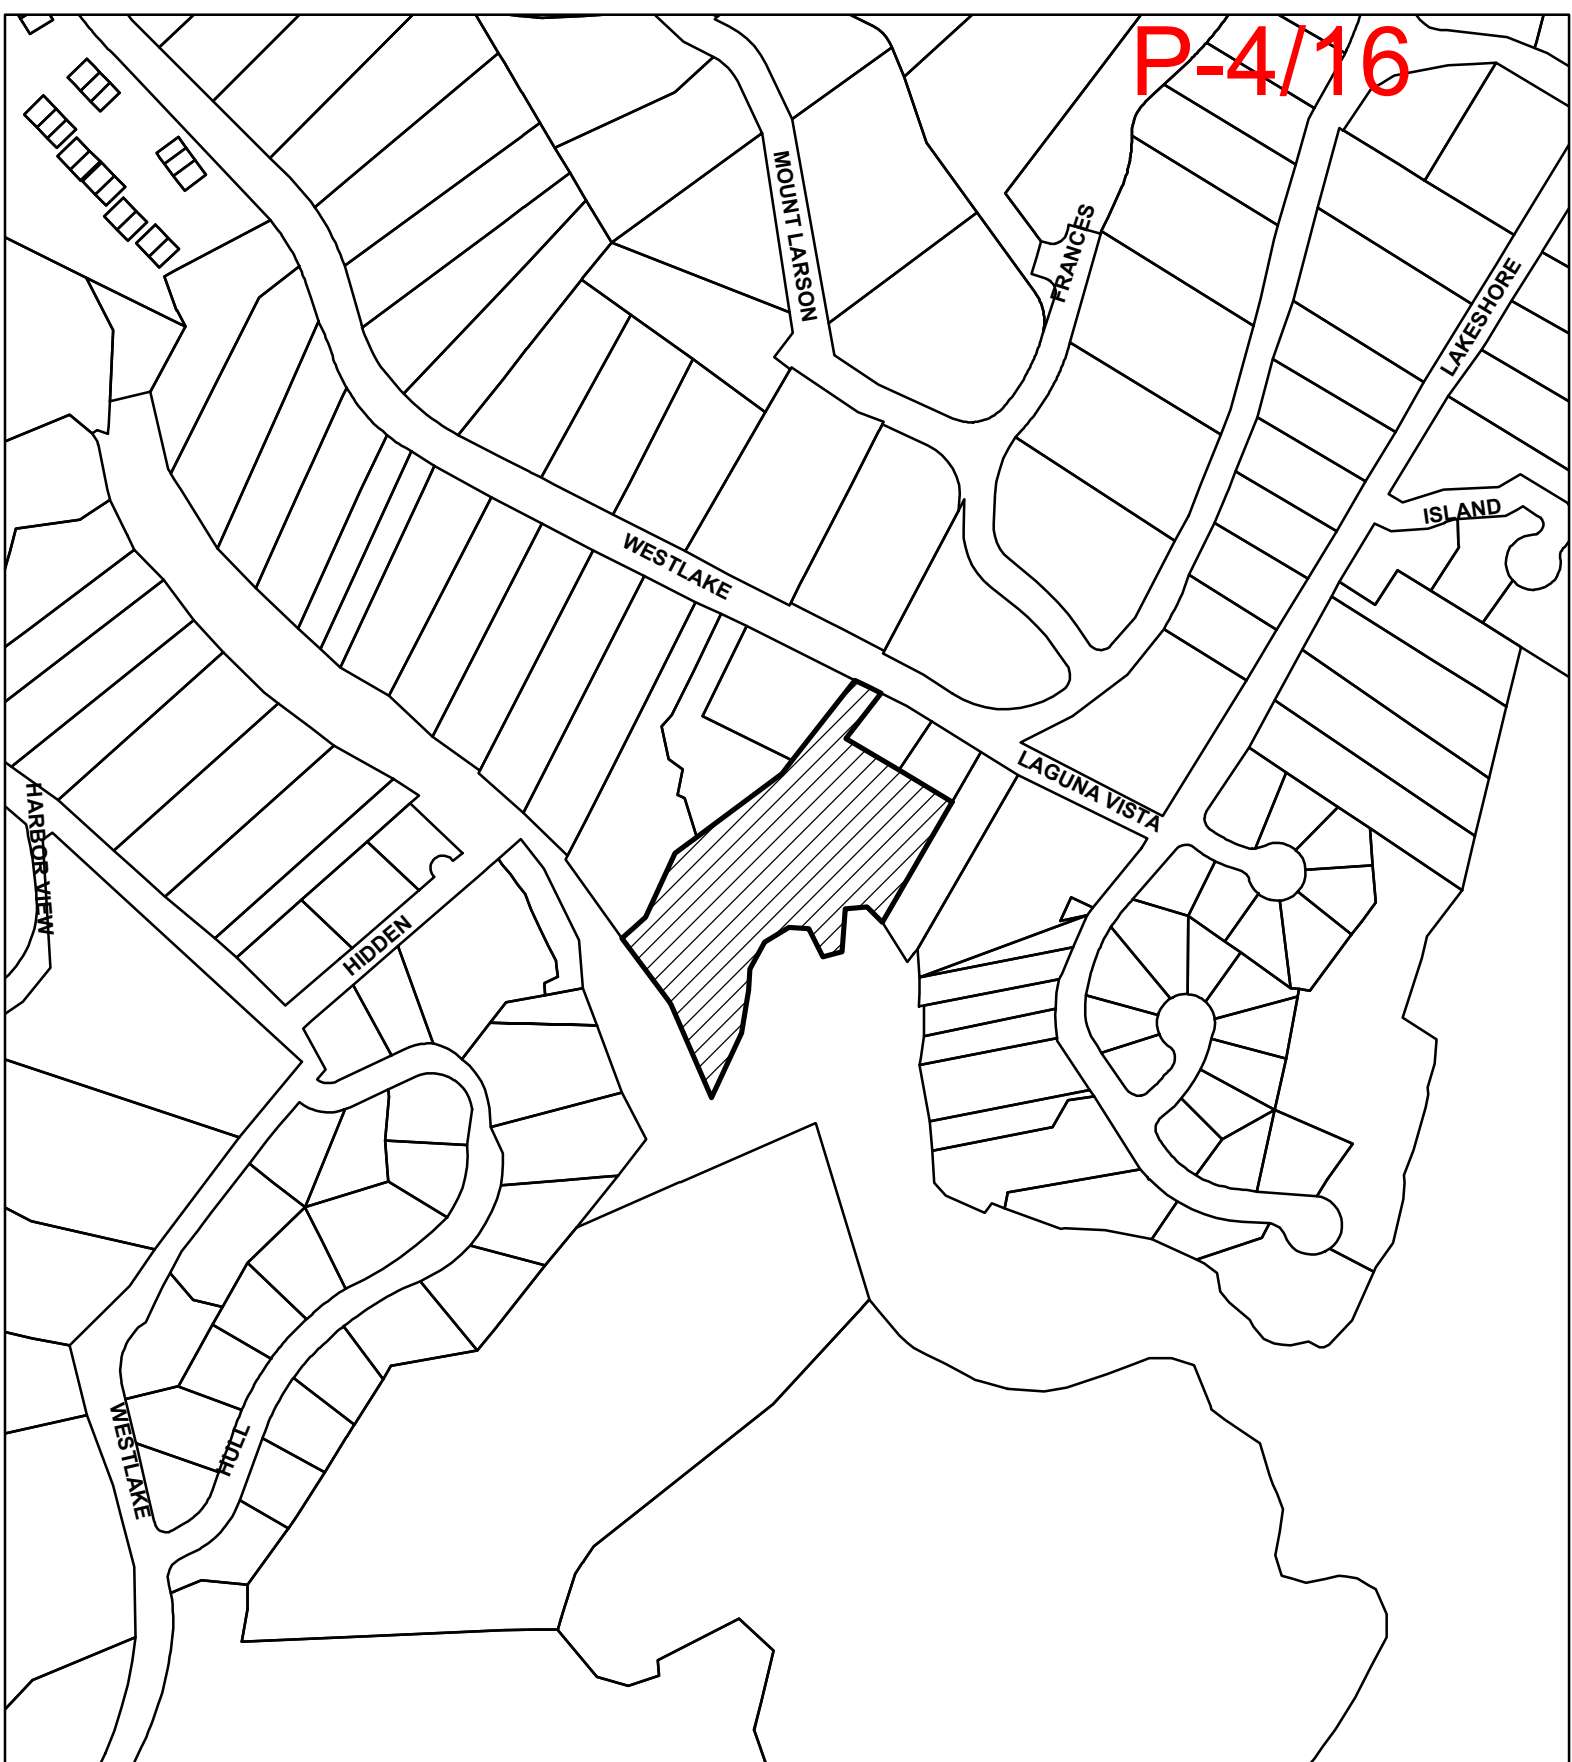 P-4/16
MOUNT LARSON
FRANCES
LAKESHORE
ISLAND
WESTLAKE
LAGUNA VISTA
HARBOR VIEW
HIDDEN
WESTLAKE
HULL